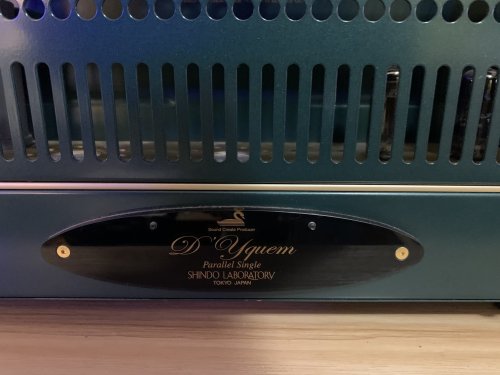 Sound Create Producer
D'Yquem
Parallel Single
SHINDO LABORATORY
TOKYO JAPAN